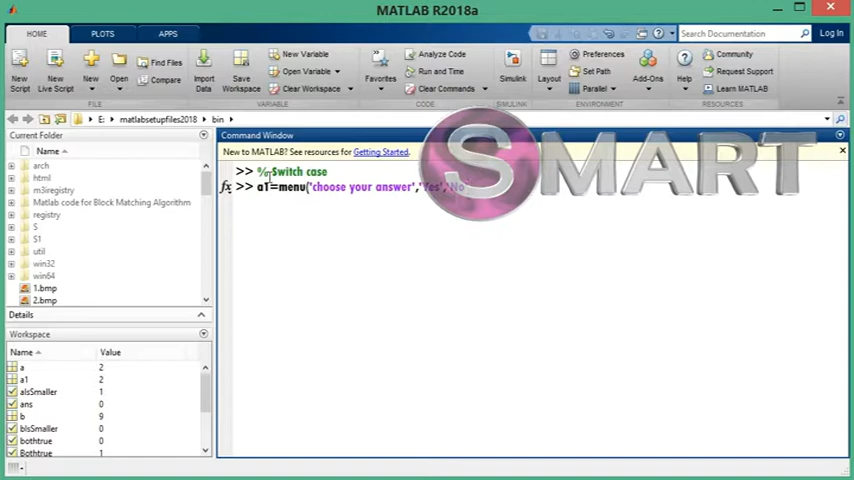 MATLAB R2018a
HOME PLOTS APPS
Search Documentation Log In
New Script
New Live Script
New
Open
Find Files
Compare
Import Data
Save Workspace
New Variable
Open Variable
Clear Workspace
Favorites
Analyze Code
Run and Time
Clear Commands
Simulink
Layout
Preferences
Set Path
Parallel
Add-Ons
Help
Community
Request Support
Learn MATLAB
FILE VARIABLE CODE SIMULINK ENVIRONMENT RESOURCES
E: matlabsetupfiles2018 bin
Current Folder
Name
arch
html
m3iregistry
Matlab code for Block Matching Algorithm
registry
S
S1
util
win32
win64
1.bmp
2.bmp
Details
Workspace
Name Value
a 2
a1 2
aIsSmaller 1
ans 0
b 9
bIsSmaller 0
bothtrue 0
Bothtrue 1
Command Window
New to MATLAB? See resources for Getting Started.
>> % Switch case
fx >> a1=menu('choose your answer','Yes','No'
SMART